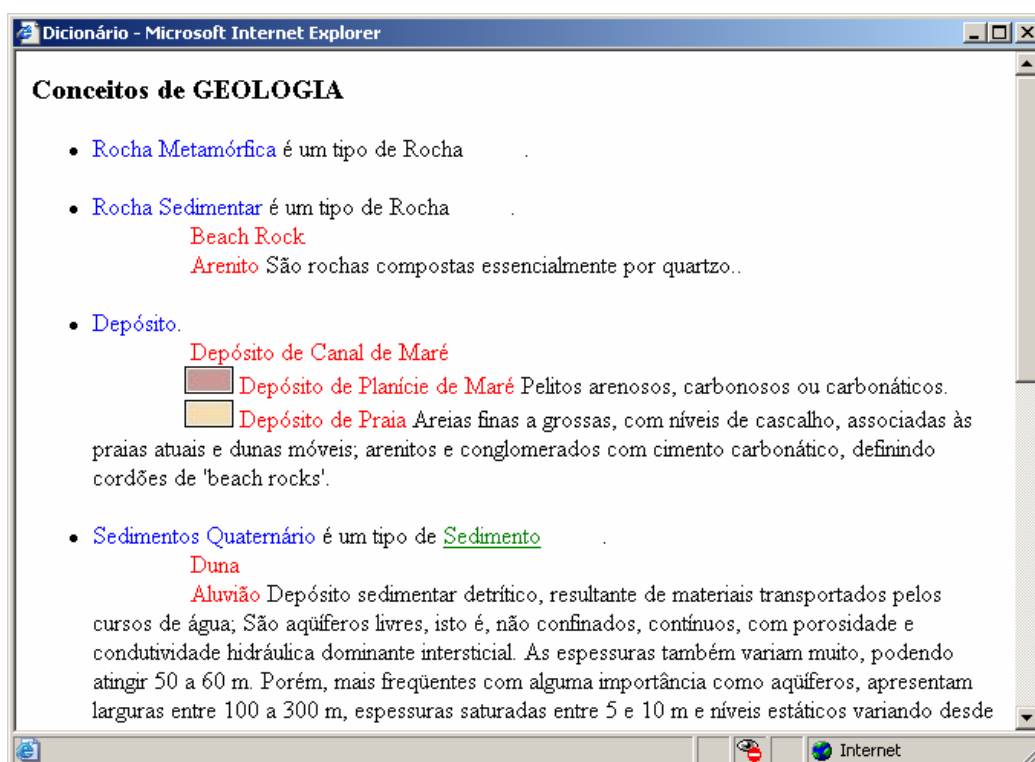 Dicionário - Microsoft Internet Explorer
Conceitos de GEOLOGIA
Rocha Metamórfica é um tipo de Rocha .
Rocha Sedimentar é um tipo de Rocha .
Beach Rock
Arenito São rochas compostas essencialmente por quartzo..
Depósito.
Depósito de Canal de Maré
Depósito de Planície de Maré Pelitos arenosos, carbonosos ou carbonáticos.
Depósito de Praia Areias finas a grossas, com níveis de cascalho, associadas às
praias atuais e dunas móveis; arenitos e conglomerados com cimento carbonático, definindo
cordões de 'beach rocks'.
Sedimentos Quaternário é um tipo de Sedimento .
Duna
Aluvião Depósito sedimentar detrítico, resultante de materiais transportados pelos
cursos de água; São aqüíferos livres, isto é, não confinados, contínuos, com porosidade e
condutividade hidráulica dominante intersticial. As espessuras também variam muito, podendo
atingir 50 a 60 m. Porém, mais freqüentes com alguma importância como aqüíferos, apresentam
larguras entre 100 a 300 m, espessuras saturadas entre 5 e 10 m e níveis estáticos variando desde
Internet